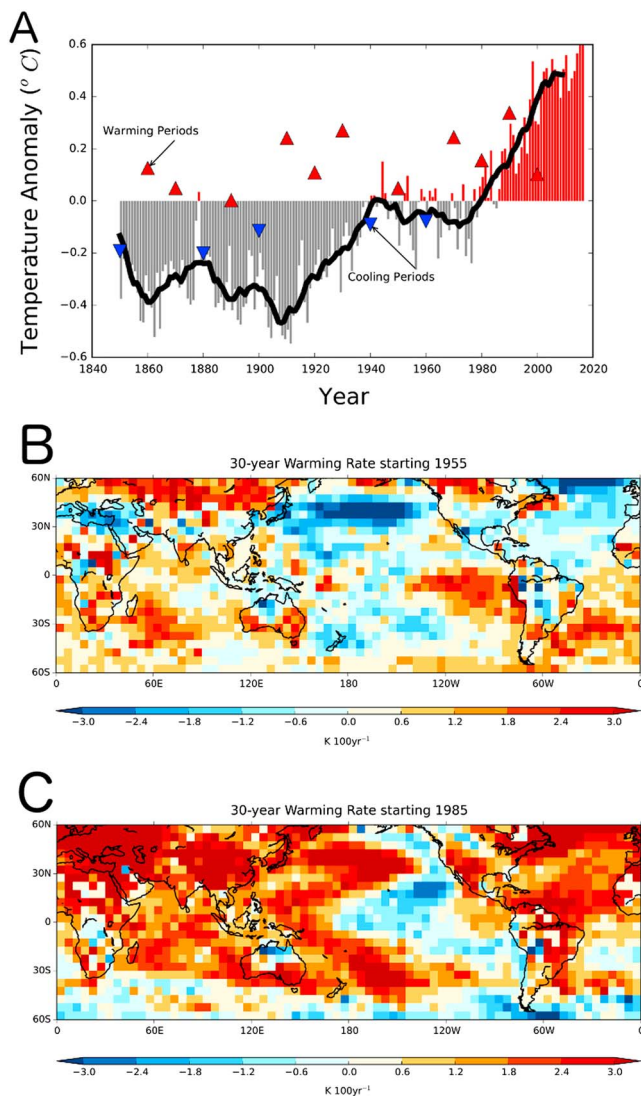 A
Temperature Anomaly (° C)
0.6
0.4
0.2
0.0
−0.2
−0.4
−0.6
Warming Periods
Cooling Periods
1840 1860 1880 1900 1920 1940 1960 1980 2000 2020
Year
B
30-year Warming Rate starting 1955
60N
30N
0
30S
60S
0 60E 120E 180 120W 60W 0
−3.0 −2.4 −1.8 −1.2 −0.6 0.0 0.6 1.2 1.8 2.4 3.0
K 100yr⁻¹
C
30-year Warming Rate starting 1985
60N
30N
0
30S
60S
0 60E 120E 180 120W 60W 0
−3.0 −2.4 −1.8 −1.2 −0.6 0.0 0.6 1.2 1.8 2.4 3.0
K 100yr⁻¹